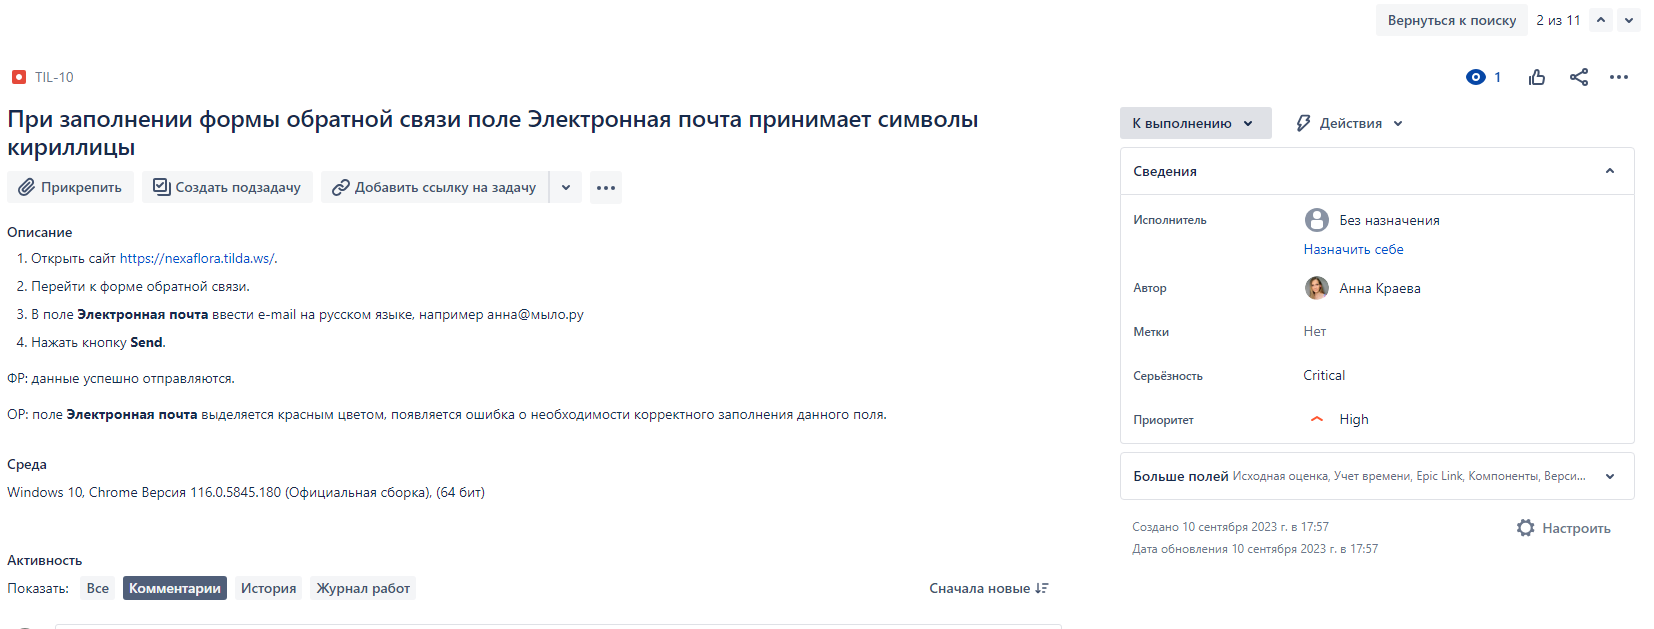 Вернуться к поиску 2 из 11
TIL-10
1
При заполнении формы обратной связи поле Электронная почта принимает символы
кириллицы
Прикрепить Создать подзадачу Добавить ссылку на задачу
Описание
1. Открыть сайт https://nexaflora.tilda.ws/.
2. Перейти к форме обратной связи.
3. В поле Электронная почта ввести e-mail на русском языке, например анна@мыло.ру
4. Нажать кнопку Send.
ФР: данные успешно отправляются.
ОР: поле Электронная почта выделяется красным цветом, появляется ошибка о необходимости корректного заполнения данного поля.
Среда
Windows 10, Chrome Версия 116.0.5845.180 (Официальная сборка), (64 бит)
Активность
Показать: Все Комментарии История Журнал работ Сначала новые
К выполнению Действия
Сведения
Исполнитель Без назначения
Назначить себе
Автор Анна Краева
Метки Нет
Серьёзность Critical
Приоритет High
Больше полей Исходная оценка, Учет времени, Epic Link, Компоненты, Верси...
Создано 10 сентября 2023 г. в 17:57
Настроить
Дата обновления 10 сентября 2023 г. в 17:57